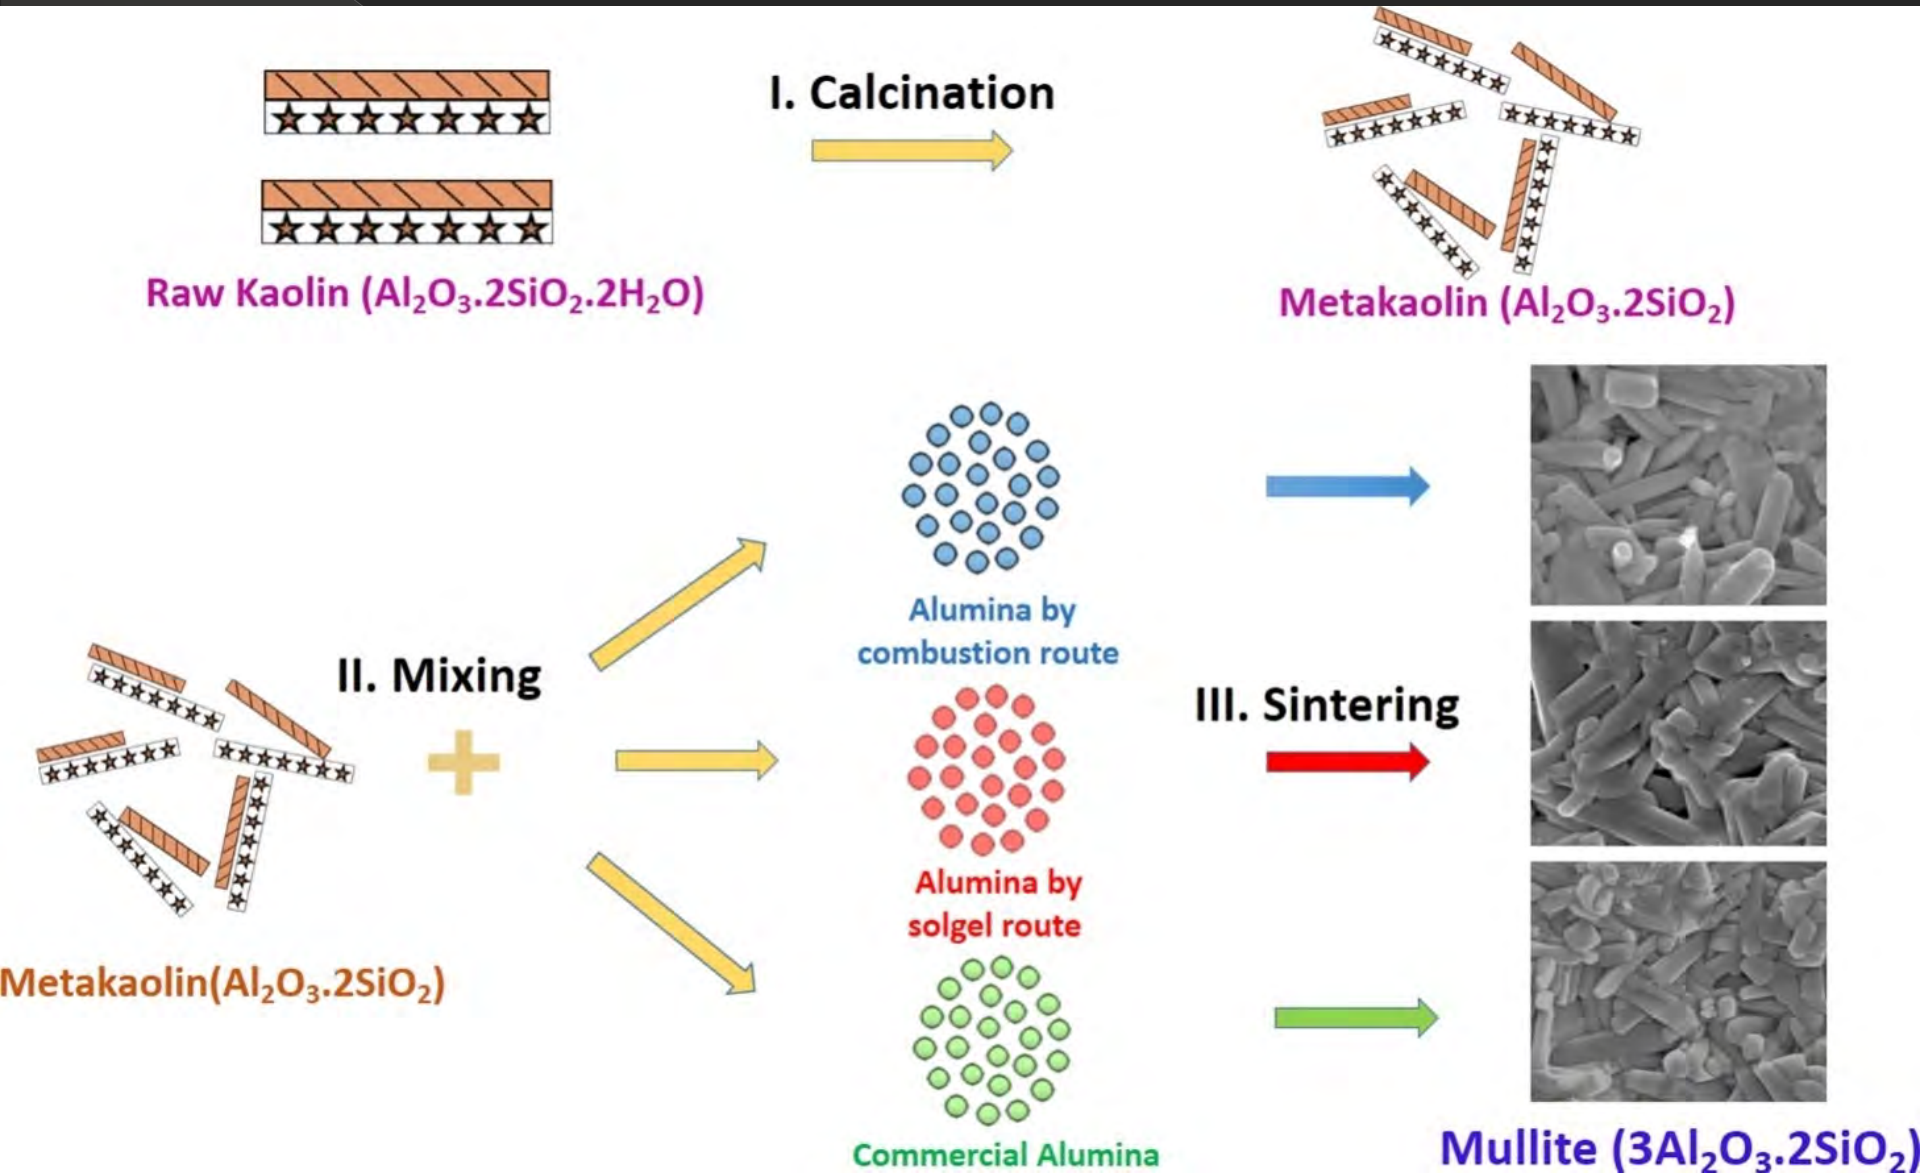 I. Calcination
Raw Kaolin (Al₂O₃.2SiO₂.2H₂O)
Metakaolin (Al₂O₃.2SiO₂)
II. Mixing
Metakaolin(Al₂O₃.2SiO₂)
Alumina by
combustion route
Alumina by
solgel route
Commercial Alumina
III. Sintering
Mullite (3Al₂O₃.2SiO₂)